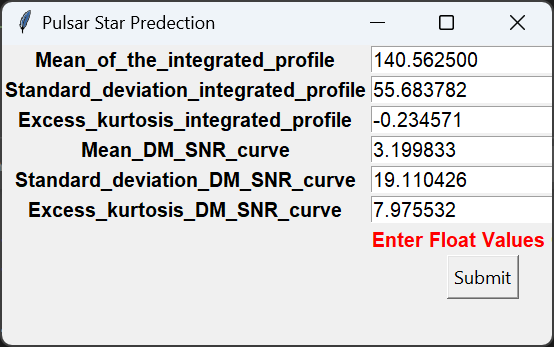 Pulsar Star Predection
Mean_of_the_integrated_profile 140.562500
Standard_deviation_integrated_profile 55.683782
Excess_kurtosis_integrated_profile -0.234571
Mean_DM_SNR_curve 3.199833
Standard_deviation_DM_SNR_curve 19.110426
Excess_kurtosis_DM_SNR_curve 7.975532
Enter Float Values
Submit